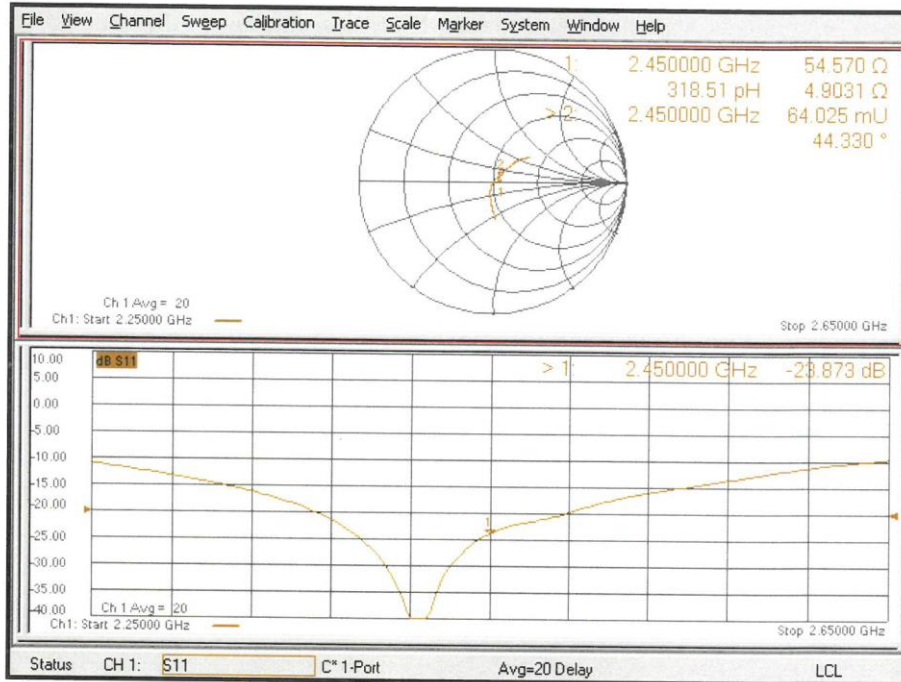 File View Channel Sweep Calibration Trace Scale Marker System Window Help
1: 2.450000 GHz 54.570 Ω
318.51 pH 4.9031 Ω
> 2: 2.450000 GHz 64.025 mU
44.330 °
2
1
Ch 1 Avg = 20
Ch1: Start 2.25000 GHz
Stop 2.65000 GHz
10.00
dB S11
> 1: 2.450000 GHz -23.873 dB
5.00
0.00
-5.00
-10.00
-15.00
-20.00
1
-25.00
-30.00
-35.00
-40.00
Ch 1 Avg = 20
Ch1: Start 2.25000 GHz
Stop 2.65000 GHz
Status CH 1: S11 C* 1-Port Avg=20 Delay LCL